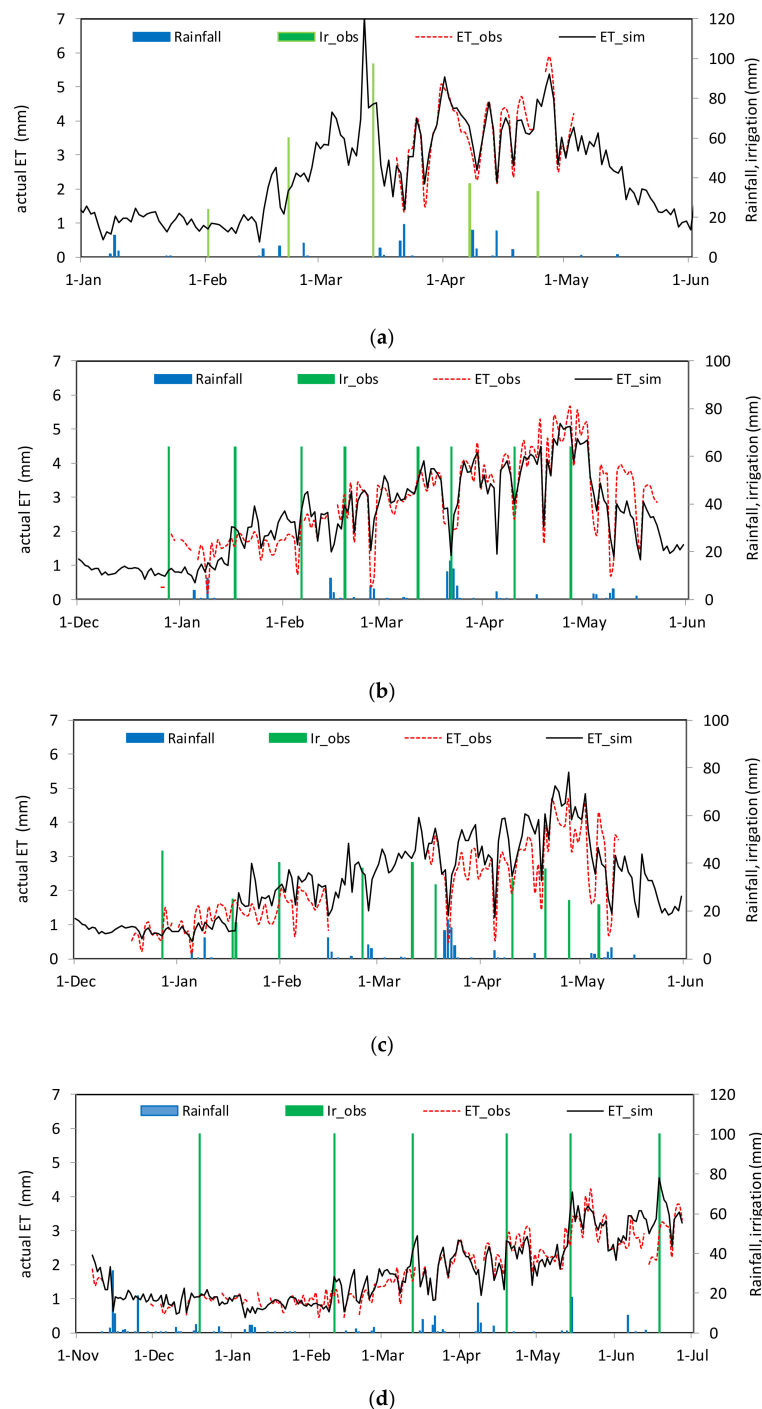 Rainfall Ir_obs ET_obs ET_sim
actual ET (mm)
7
6
5
4
3
2
1
0
Rainfall, irrigation (mm)
120
100
80
60
40
20
0
1-Jan 1-Feb 1-Mar 1-Apr 1-May 1-Jun
(a)
Rainfall Ir_obs ET_obs ET_sim
actual ET (mm)
7
6
5
4
3
2
1
0
Rainfall, irrigation (mm)
100
80
60
40
20
0
1-Dec 1-Jan 1-Feb 1-Mar 1-Apr 1-May 1-Jun
(b)
Rainfall Ir_obs ET_obs ET_sim
actual ET (mm)
7
6
5
4
3
2
1
0
Rainfall, irrigation (mm)
100
80
60
40
20
0
1-Dec 1-Jan 1-Feb 1-Mar 1-Apr 1-May 1-Jun
(c)
Rainfall Ir_obs ET_obs ET_sim
actual ET (mm)
7
6
5
4
3
2
1
0
Rainfall, irrigation (mm)
120
100
80
60
40
20
0
1-Nov 1-Dec 1-Jan 1-Feb 1-Mar 1-Apr 1-May 1-Jun 1-Jul
(d)